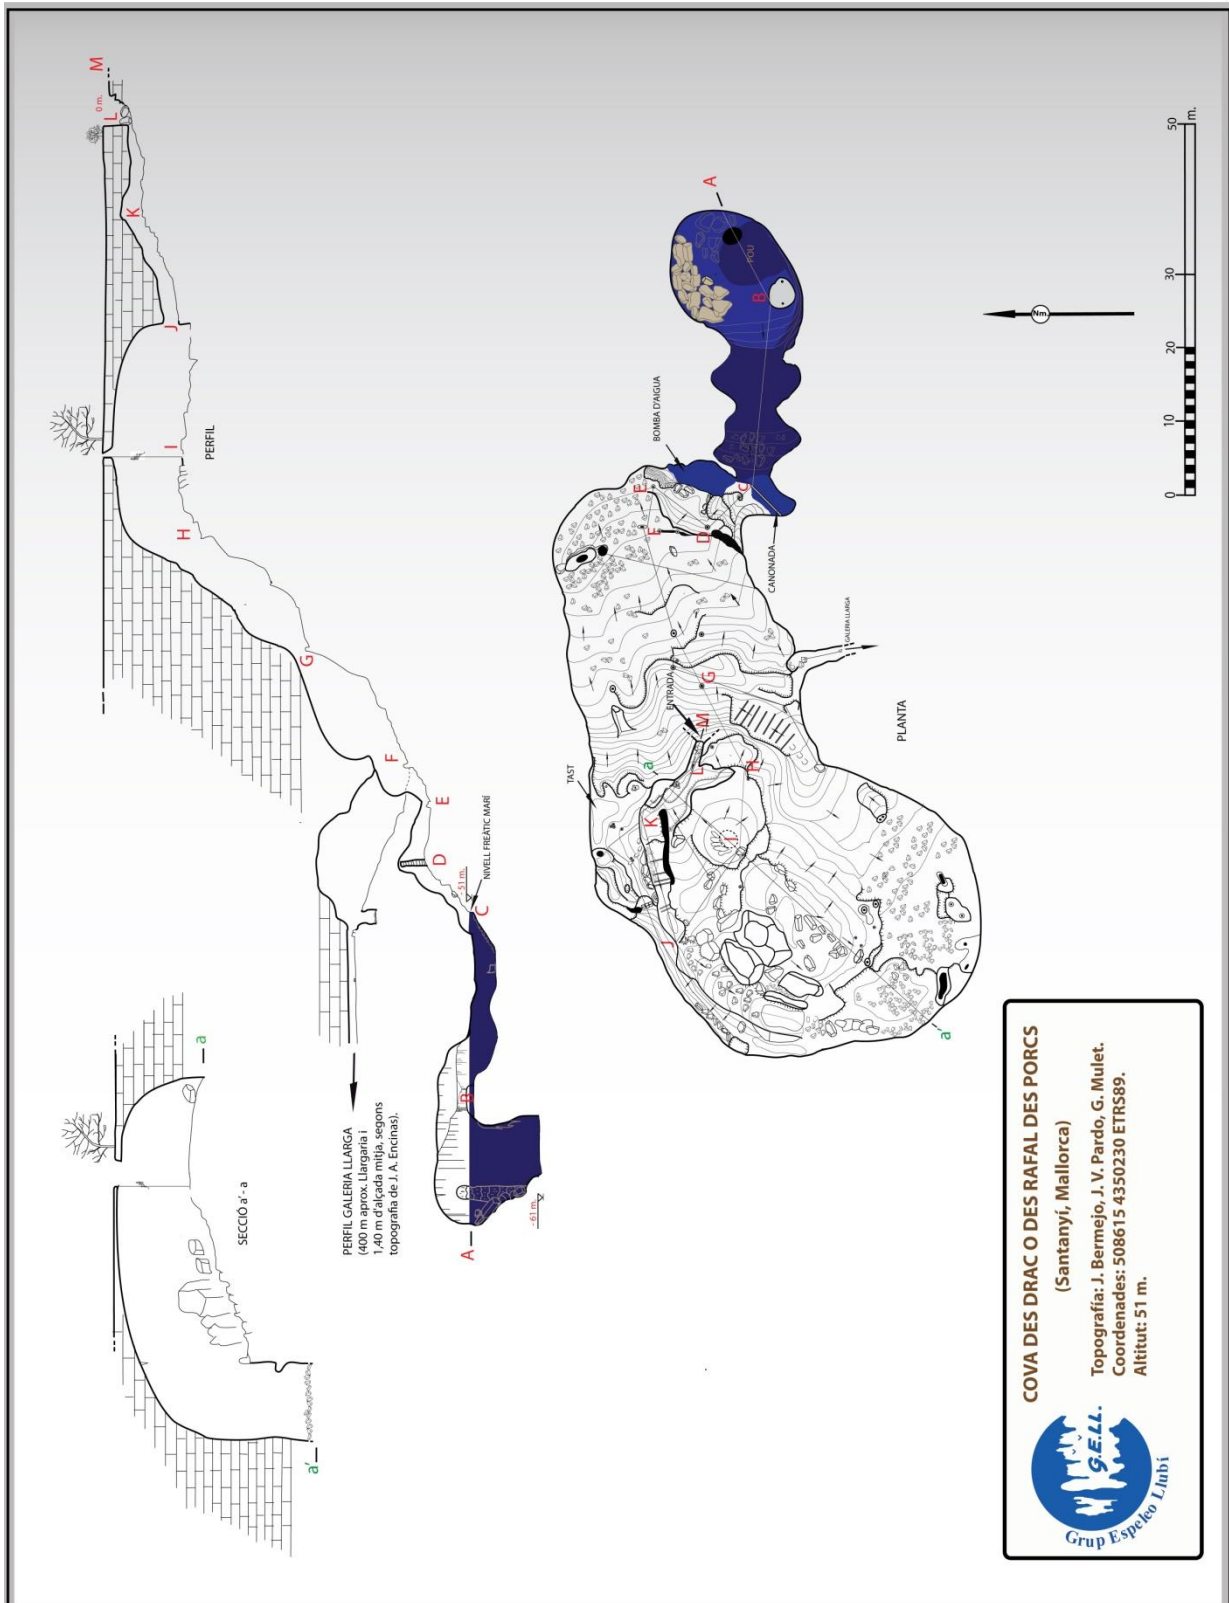 M
0 m.
L
K
J
I
PERFIL
H
G
F
E
D
- 51 m.
NIVELL FREÀTIC MARÍ
C
B
A
- 61 m.
a
SECCIÓ a' - a
a'
PERFIL GALERIA LLARGA
(400 m aprox. Llargaria i
1,40 m d'alçada mitja, segons
topografia de J. A. Encinas).
A
POU
B
BOMBA D'AIGUA
C
CANONADA
E
F
D
GALERIA LLARGA
G
ENTRADA
M
L
H
a
TAST
K
I
J
a'
PLANTA
Nm.
0
10
20
30
50
m.
COVA DES DRAC O DES RAFAL DES PORCS
(Santanyí, Mallorca)
Topografia: J. Bermejo, J. V. Pardo, G. Mulet.
Coordenades: 508615 4350230 ETRS89.
Altitut: 51 m.
G.E.LL.
Grup Espeleo Llubí